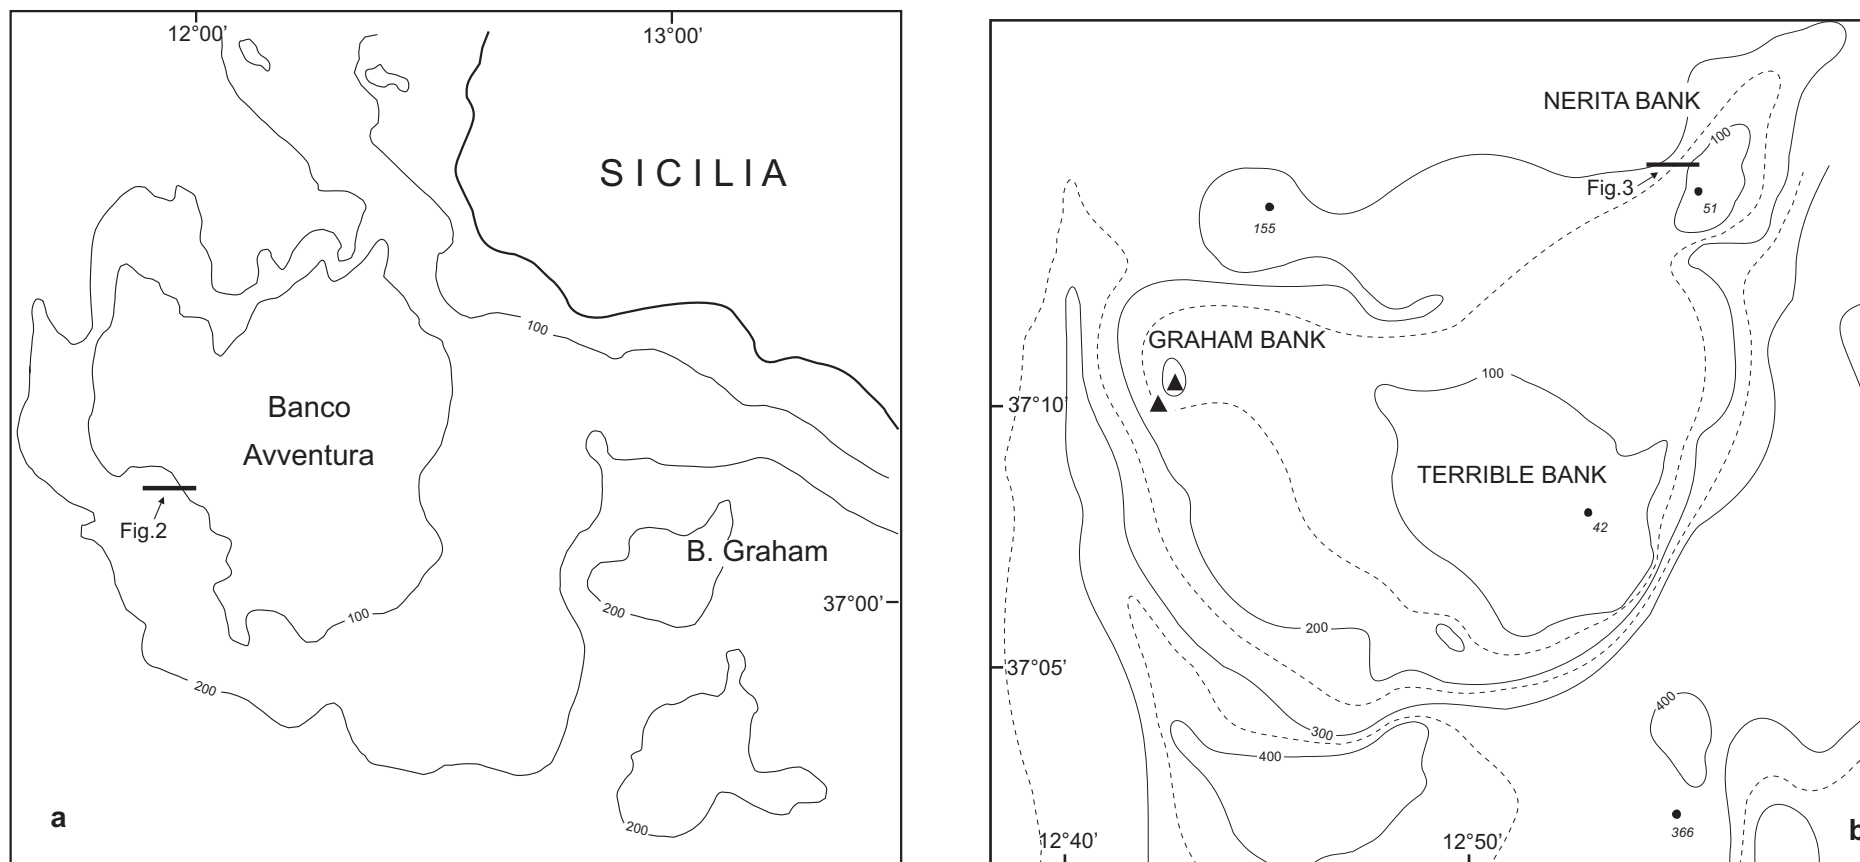 12°00’
13°00’
SICILIA
100
Banco
Avventura
Fig.2
B. Graham
200
37°00’
100
200
200
a
NERITA BANK
100
Fig.3
51
155
GRAHAM BANK
100
37°10’
TERRIBLE BANK
42
200
37°05’
400
300
400
366
12°40’
12°50’
b